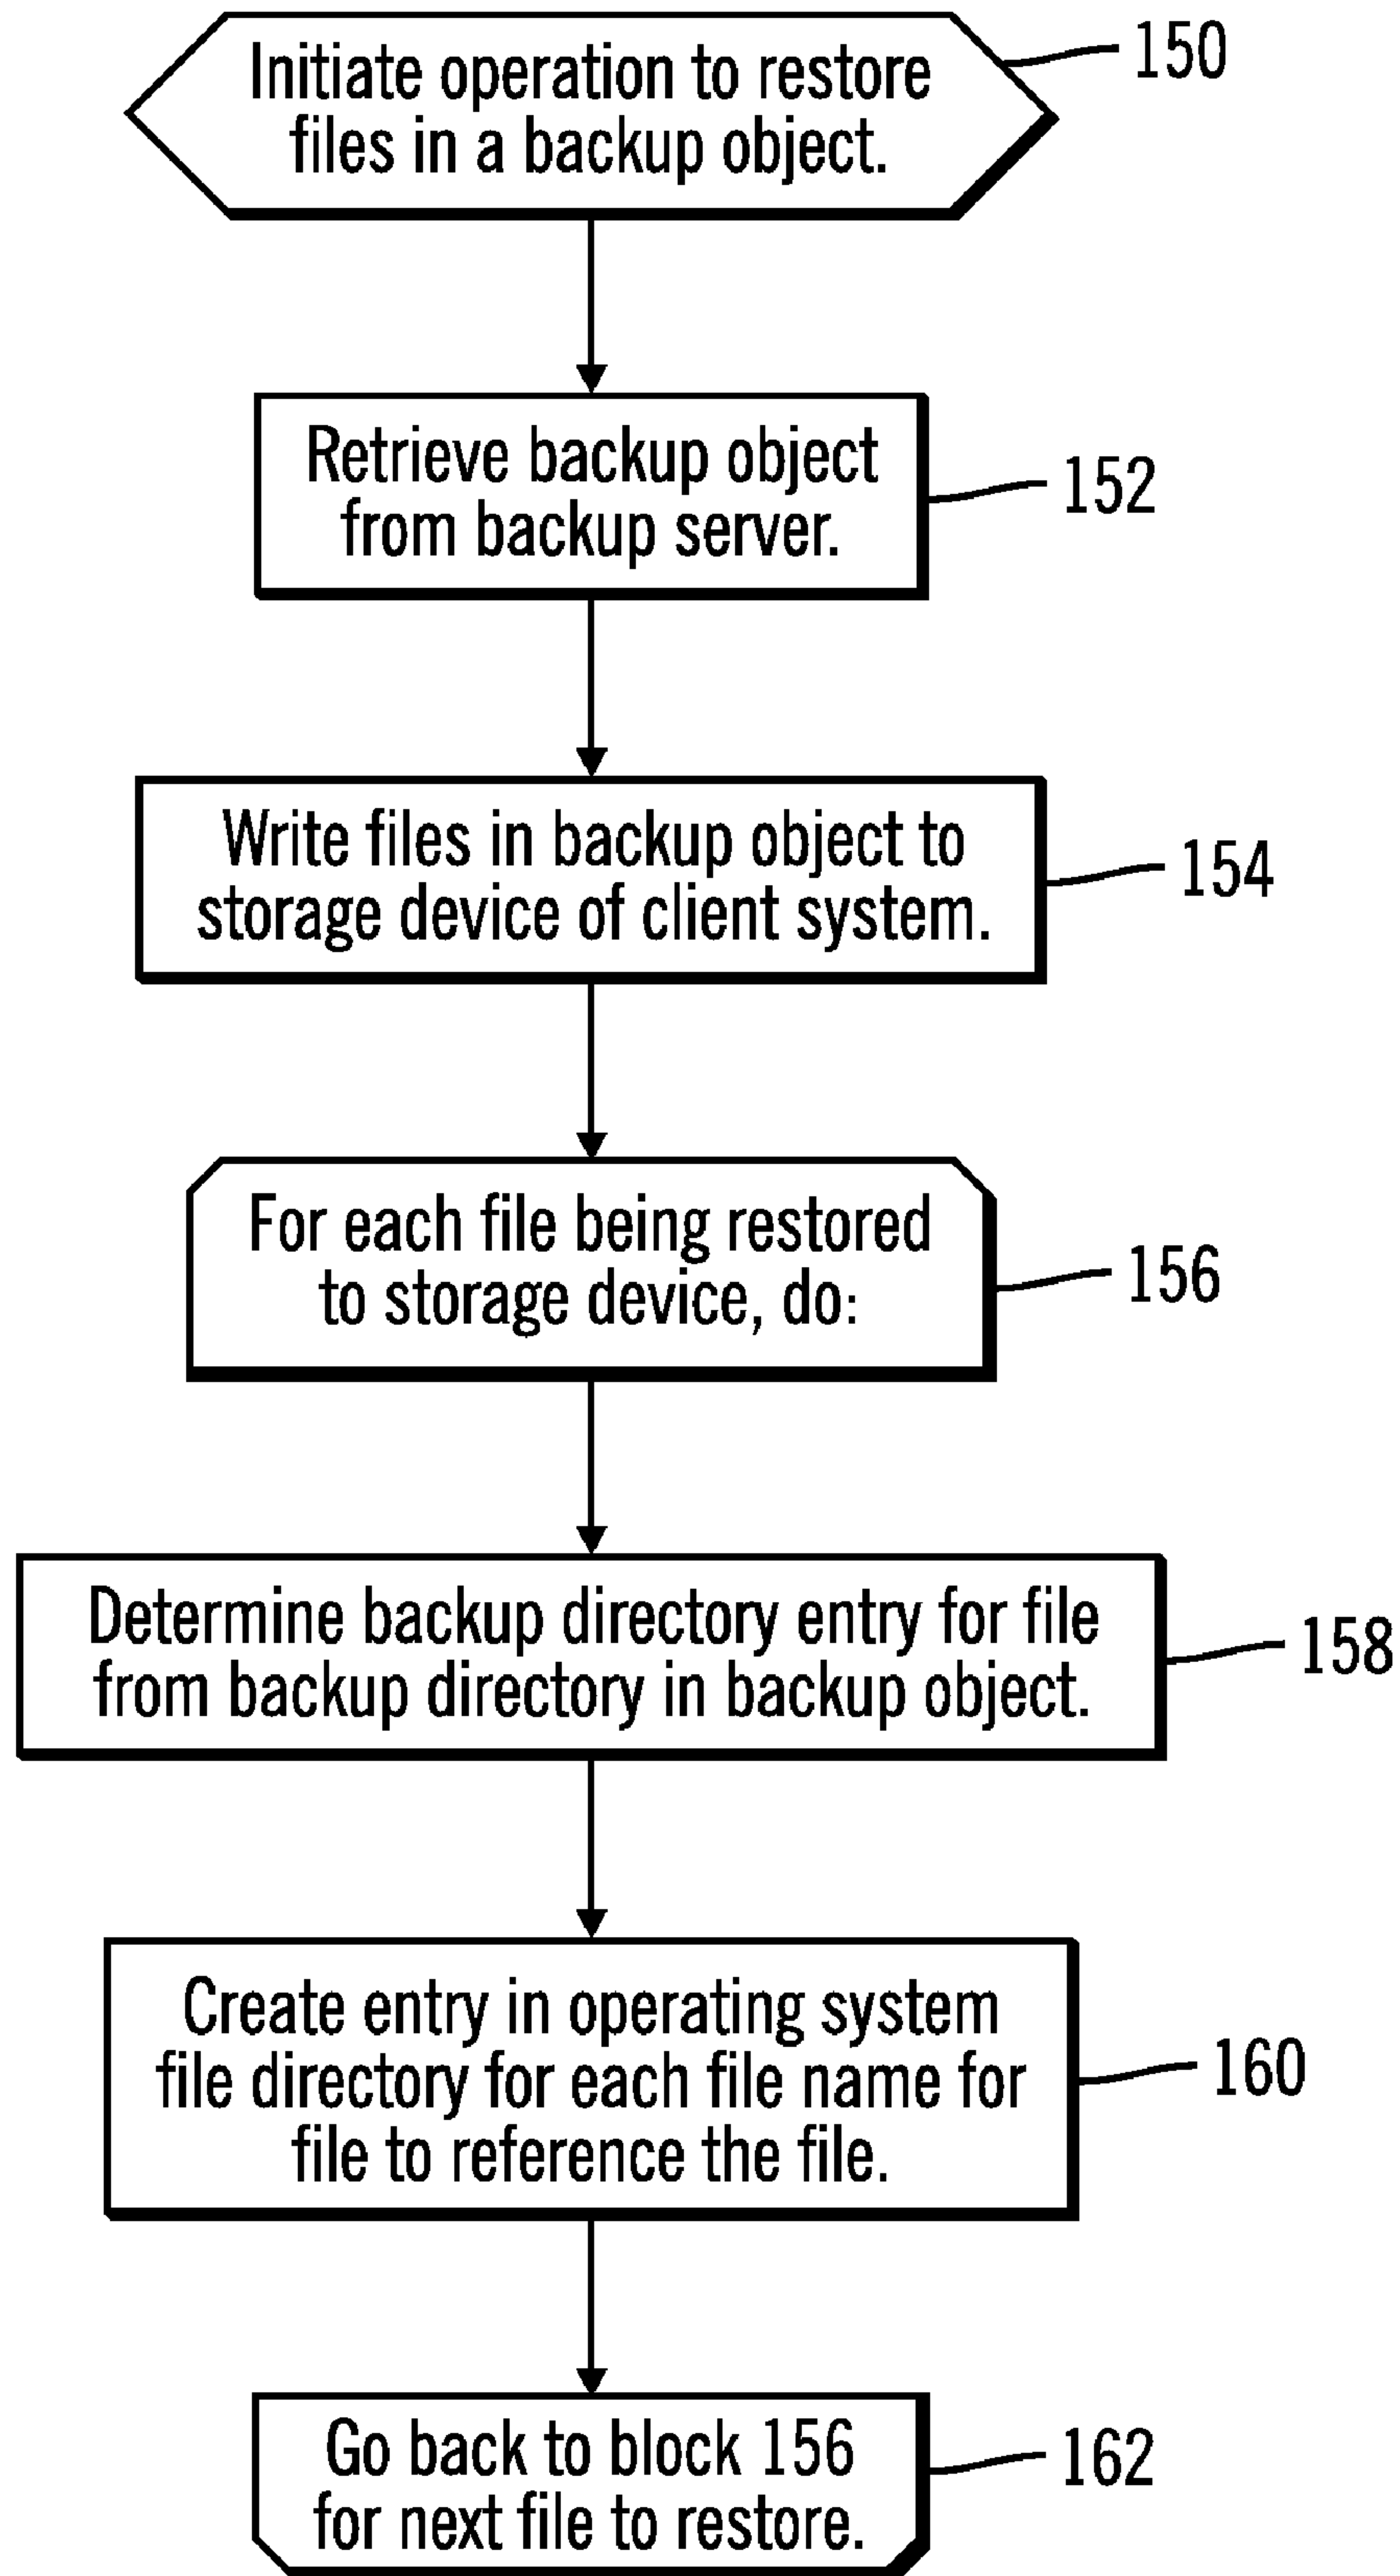 Initiate operation to restore
files in a backup object.
150
Retrieve backup object
from backup server.
152
Write files in backup object to
storage device of client system.
154
For each file being restored
to storage device, do:
156
Determine backup directory entry for file
from backup directory in backup object.
158
Create entry in operating system
file directory for each file name for
file to reference the file.
160
Go back to block 156
for next file to restore.
162